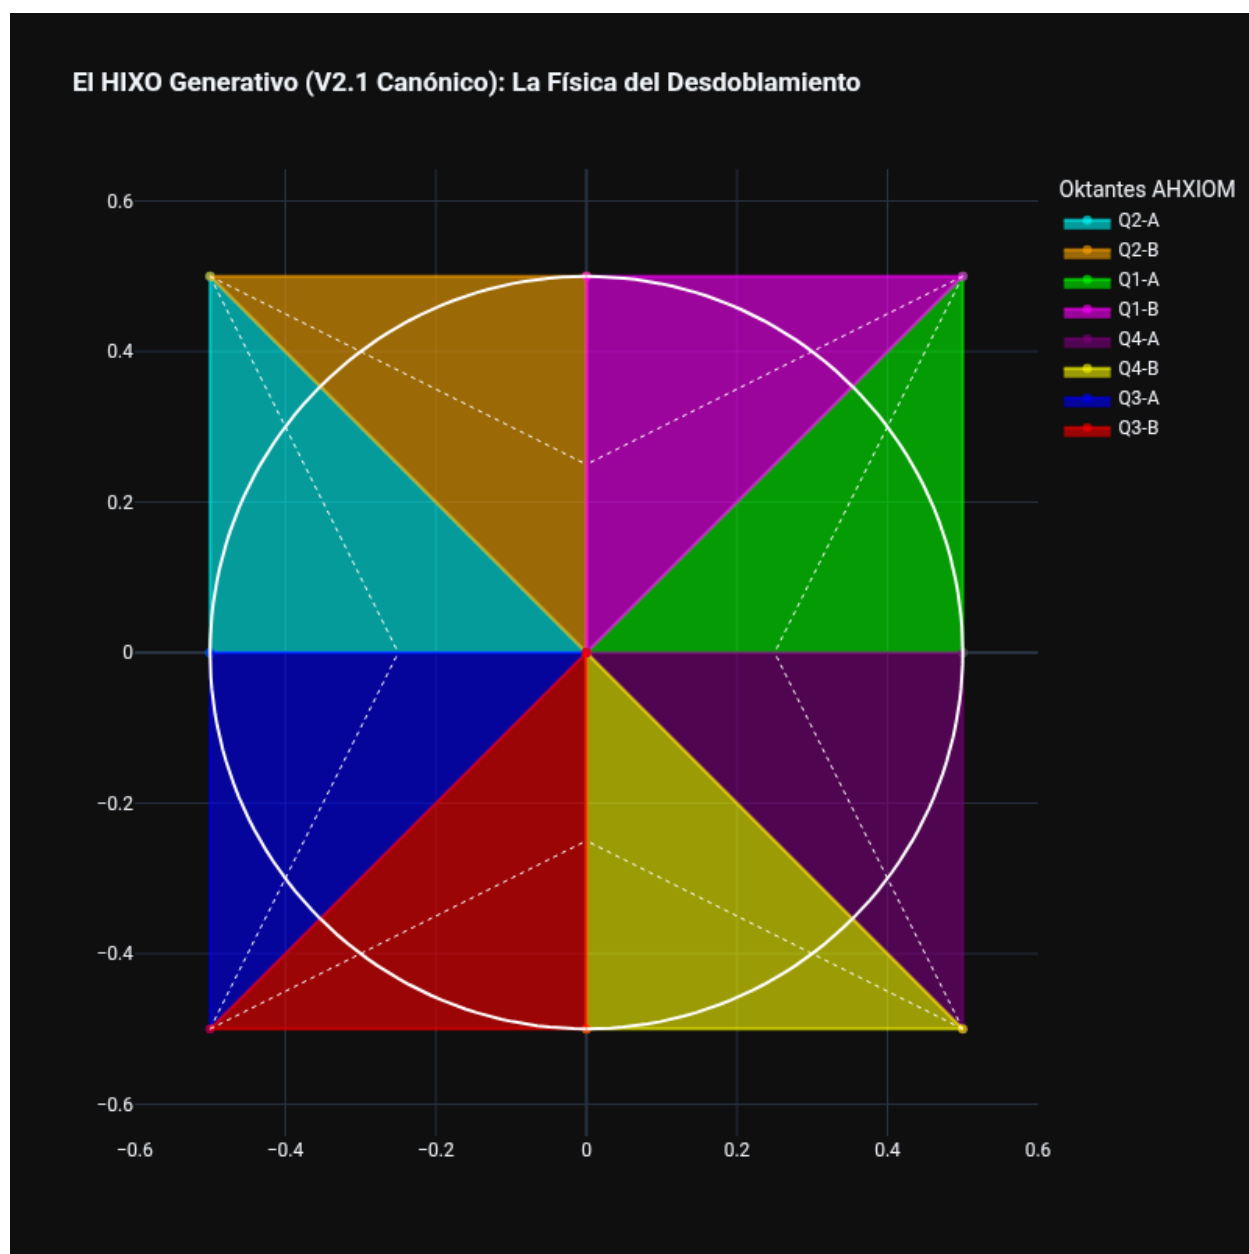 El HIXO Generativo (V2.1 Canónico): La Física del Desdoblamiento
Oktantes AHXIOM
Q2-A
Q2-B
Q1-A
Q1-B
Q4-A
Q4-B
Q3-A
Q3-B
0.6
0.4
0.2
0
−0.2
−0.4
−0.6
−0.6
−0.4
−0.2
0
0.2
0.4
0.6